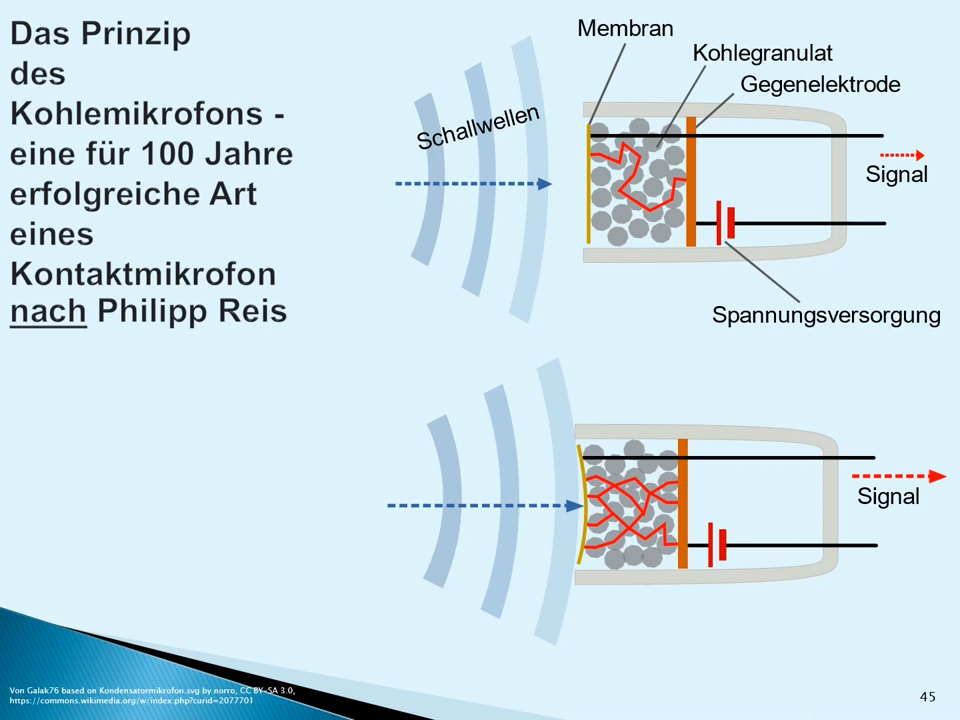 Das Prinzip
des
Kohlemikrofons -
eine für 100 Jahre
erfolgreiche Art
eines
Kontaktmikrofon
nach Philipp Reis
Membran
Kohlegranulat
Gegenelektrode
Schallwellen
Signal
Spannungsversorgung
Signal
Von Galak76 based on Kondensatormikrofon.svg by norro, CC BY-SA 3.0,
https://commons.wikimedia.org/w/index.php?curid=2077701
45